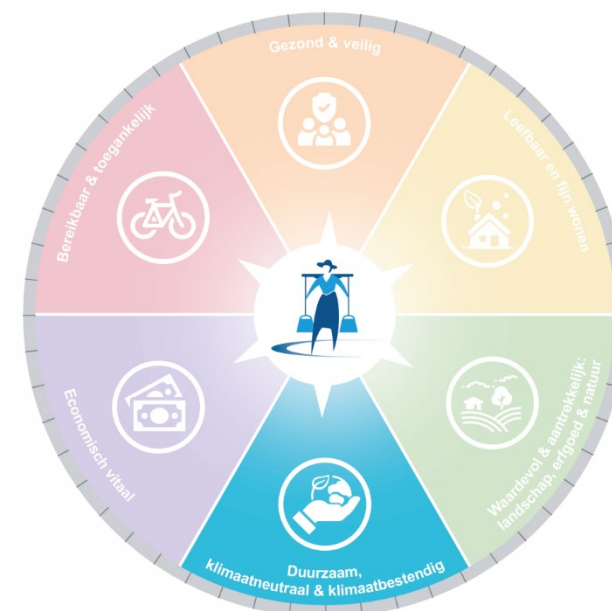 Gezond & veilig
Leefbaar en fijn wonen
Waardevol & aantrekkelijk:
landschap, erfgoed & natuur
Duurzaam,
klimaatneutraal & klimaatbestendig
Economisch vitaal
Bereikbaar & toegankelijk